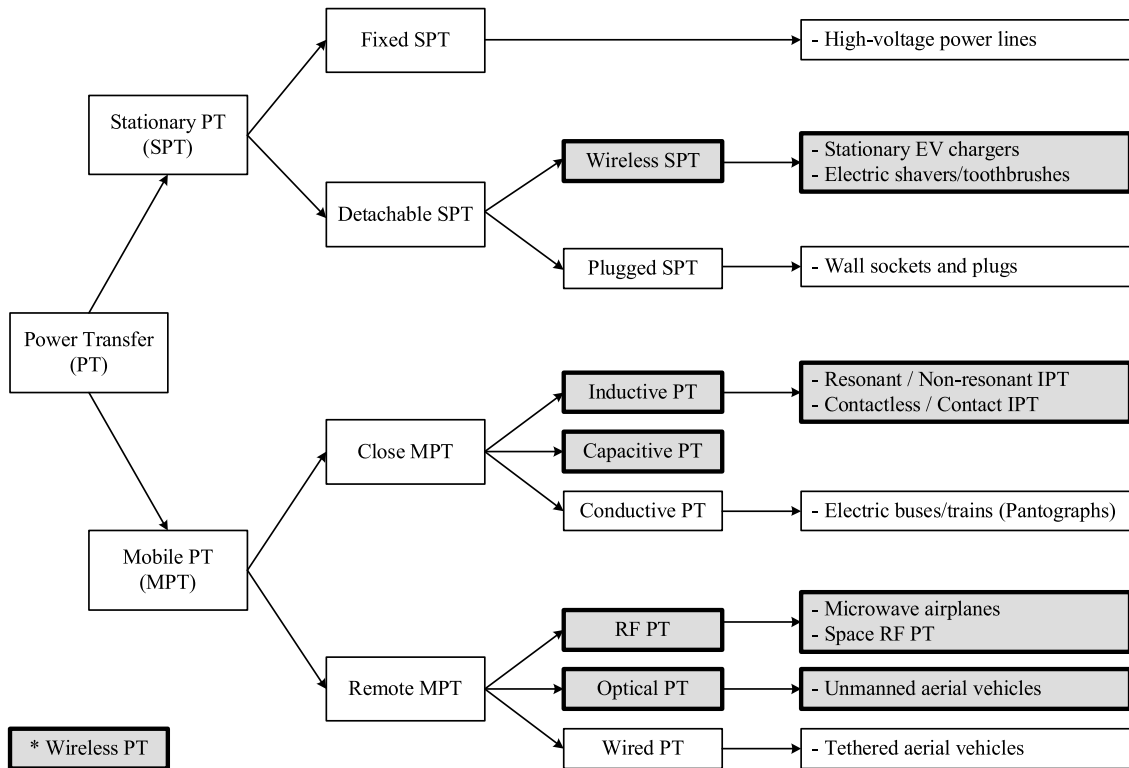 Fixed SPT
- High-voltage power lines
Stationary PT
(SPT)
Wireless SPT
- Stationary EV chargers
- Electric shavers/toothbrushes
Detachable SPT
Plugged SPT
- Wall sockets and plugs
Power Transfer
(PT)
Inductive PT
- Resonant / Non-resonant IPT
- Contactless / Contact IPT
Close MPT
Capacitive PT
Conductive PT
- Electric buses/trains (Pantographs)
Mobile PT
(MPT)
RF PT
- Microwave airplanes
- Space RF PT
Remote MPT
Optical PT
- Unmanned aerial vehicles
Wired PT
- Tethered aerial vehicles
* Wireless PT